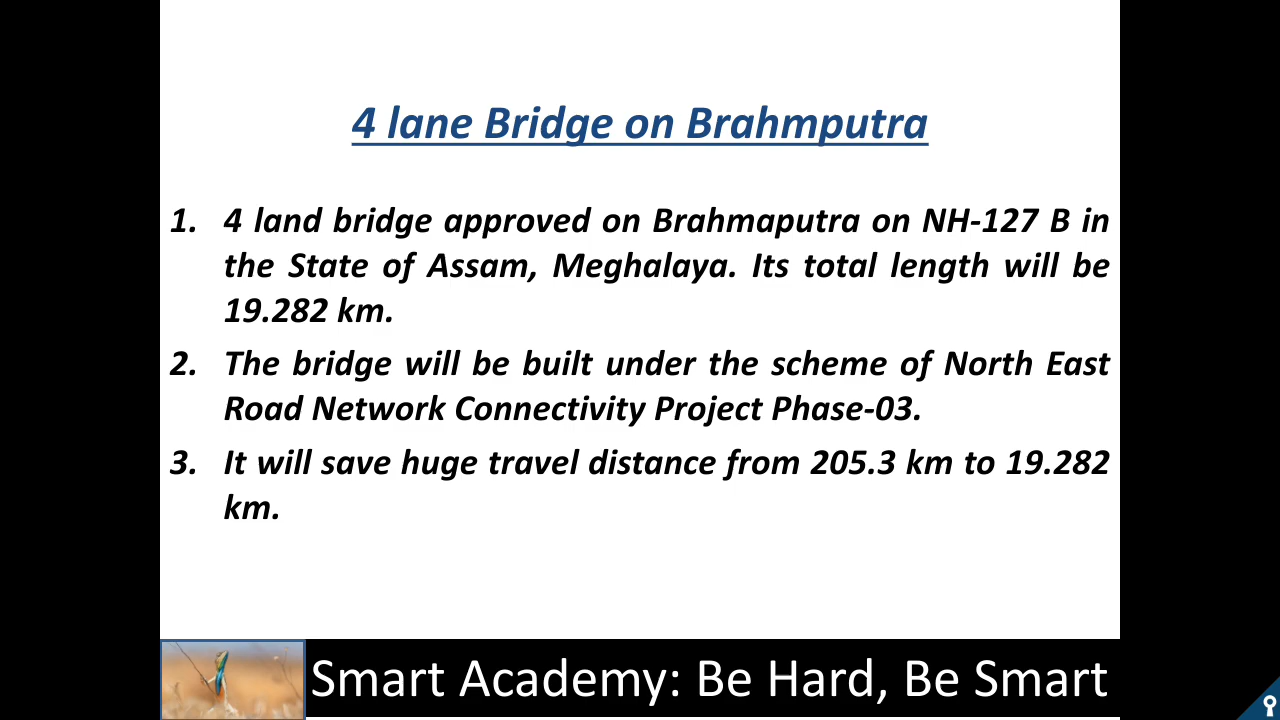 4 lane Bridge on Brahmputra
1. 4 land bridge approved on Brahmaputra on NH-127 B in
the State of Assam, Meghalaya. Its total length will be
19.282 km.
2. The bridge will be built under the scheme of North East
Road Network Connectivity Project Phase-03.
3. It will save huge travel distance from 205.3 km to 19.282
km.
Smart Academy: Be Hard, Be Smart